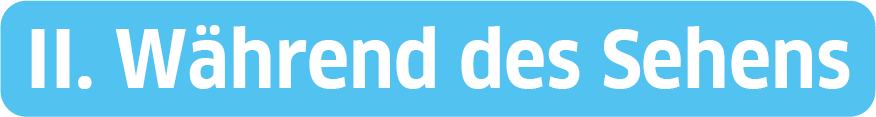 II. Während des Sehens